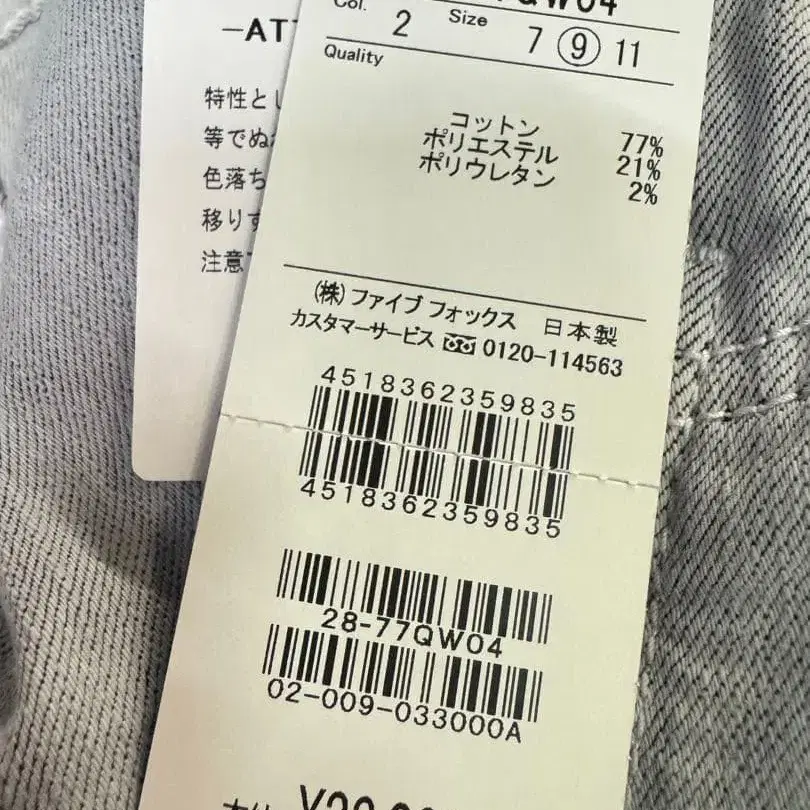 -ATT
特性とし
等でぬ
色落ち
移りす
注意
QW04
Col. 2 Size 7 9 11
Quality
コットン 77%
ポリエステル 21%
ポリウレタン 2%
(株)ファイブ フォックス 日本製
カスタマーサービス 0120-114563
4518362359835
4518362359835
28-77QW04
02-009-033000A